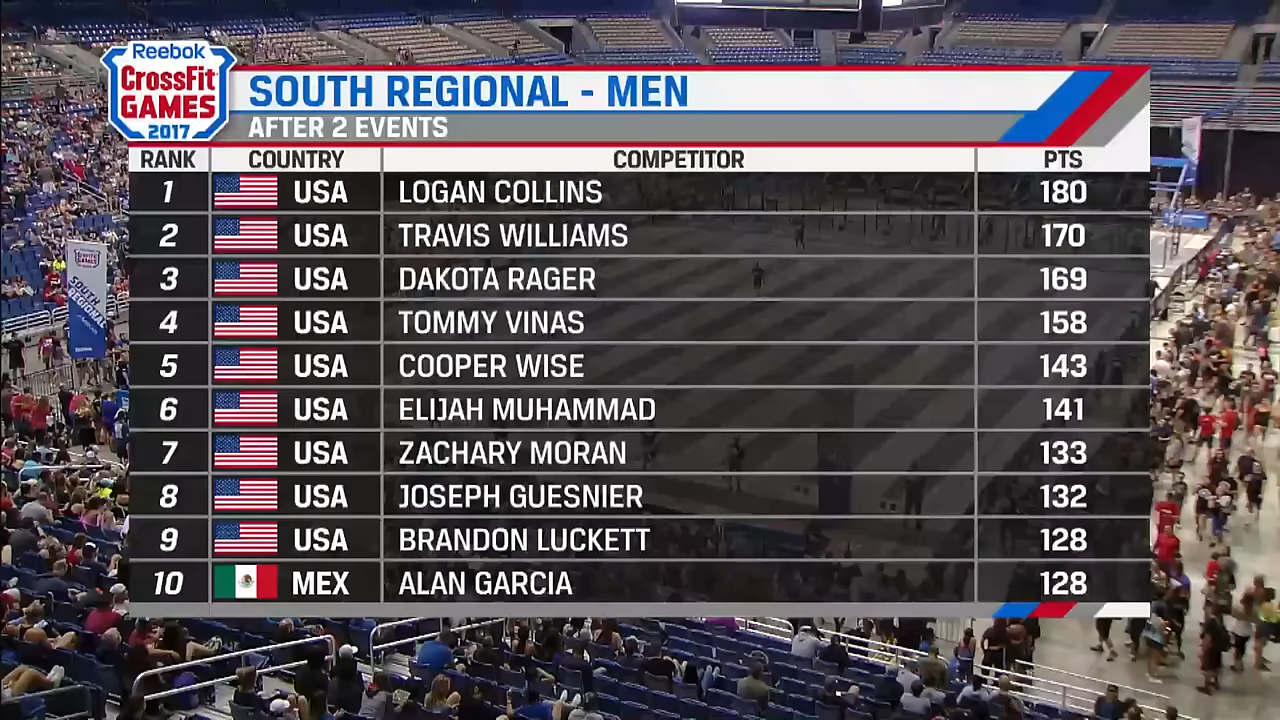 Reebok
CrossFit
GAMES
2017
SOUTH REGIONAL - MEN
AFTER 2 EVENTS
RANK COUNTRY COMPETITOR PTS
1 USA LOGAN COLLINS 180
2 USA TRAVIS WILLIAMS 170
3 USA DAKOTA RAGER 169
4 USA TOMMY VINAS 158
5 USA COOPER WISE 143
6 USA ELIJAH MUHAMMAD 141
7 USA ZACHARY MORAN 133
8 USA JOSEPH GUESNIER 132
9 USA BRANDON LUCKETT 128
10 MEX ALAN GARCIA 128
SOUTH
REGIONAL